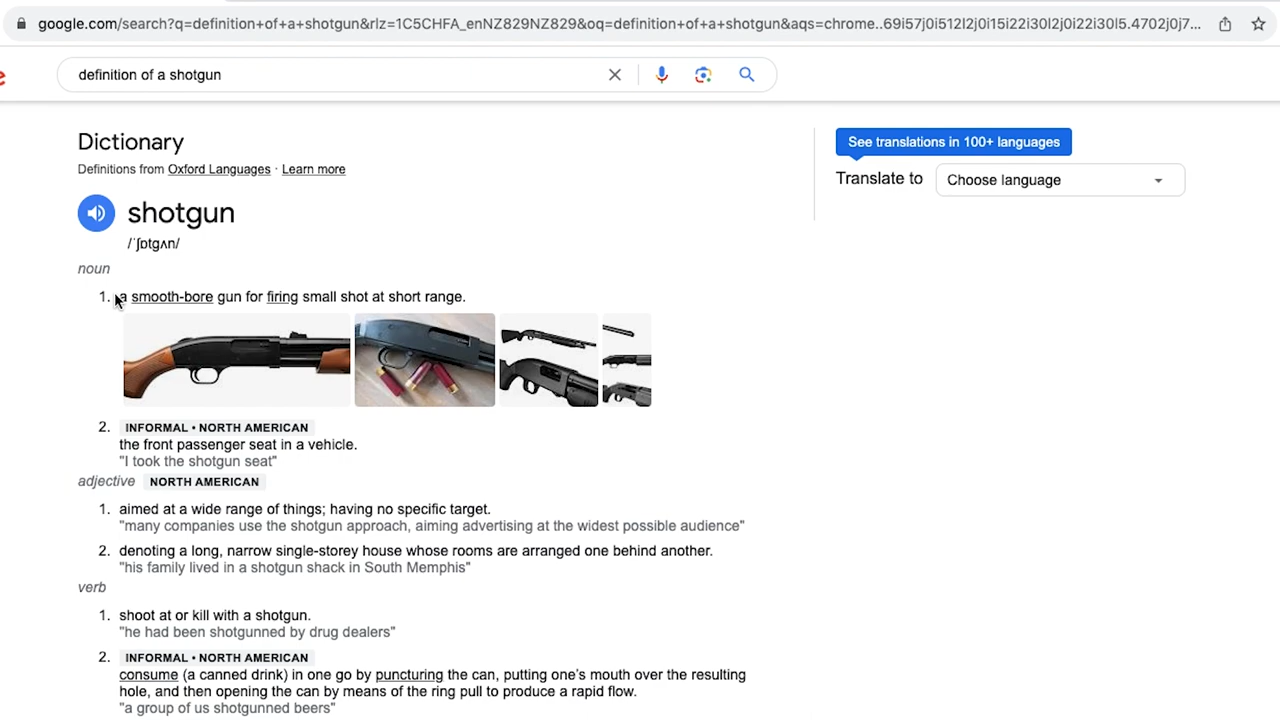 google.com/search?q=definition+of+a+shotgun&rlz=1C5CHFA_enNZ829NZ829&oq=definition+of+a+shotgun&aqs=chrome..69i57j0i512l2j0i15i22i30l2j0i22i30l5.4702j0j7...
definition of a shotgun
Dictionary
Definitions from Oxford Languages · Learn more
See translations in 100+ languages
Translate to Choose language
shotgun
/ˈʃɒtɡʌn/
noun
1. a smooth-bore gun for firing small shot at short range.
2. INFORMAL • NORTH AMERICAN
the front passenger seat in a vehicle.
"I took the shotgun seat"
adjective NORTH AMERICAN
1. aimed at a wide range of things; having no specific target.
"many companies use the shotgun approach, aiming advertising at the widest possible audience"
2. denoting a long, narrow single-storey house whose rooms are arranged one behind another.
"his family lived in a shotgun shack in South Memphis"
verb
1. shoot at or kill with a shotgun.
"he had been shotgunned by drug dealers"
2. INFORMAL • NORTH AMERICAN
consume (a canned drink) in one go by puncturing the can, putting one's mouth over the resulting
hole, and then opening the can by means of the ring pull to produce a rapid flow.
"a group of us shotgunned beers"